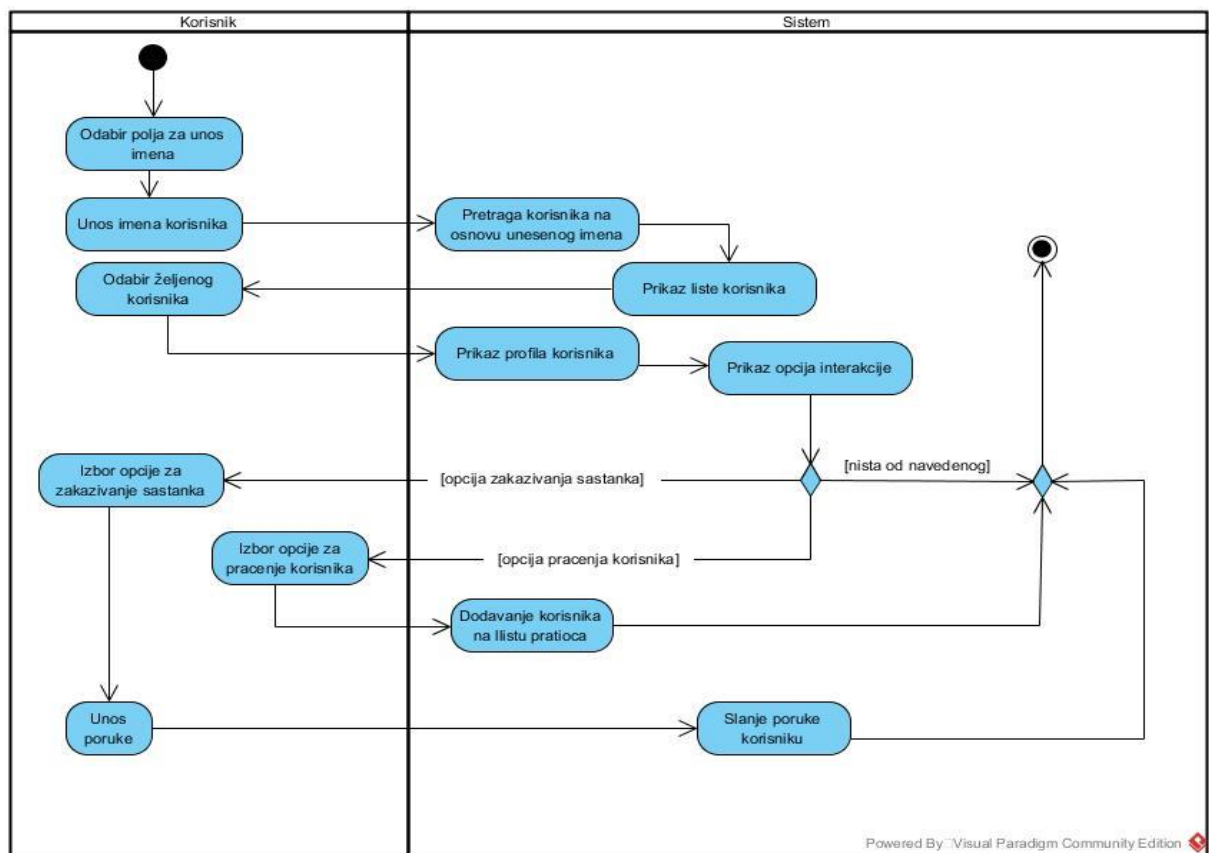 Korisnik
Sistem
Odabir polja za unos
imena
Unos imena korisnika
Pretraga korisnika na
osnovu unesenog imena
Odabir željenog
korisnika
Prikaz liste korisnika
Prikaz profila korisnika
Prikaz opcija interakcije
Izbor opcije za
zakazivanje sastanka
[opcija zakazivanja sastanka]
[nista od navedenog]
Izbor opcije za
pracenje korisnika
[opcija pracenja korisnika]
Dodavanje korisnika
na llistu pratioca
Unos
poruke
Slanje poruke
korisniku
Powered By Visual Paradigm Community Edition